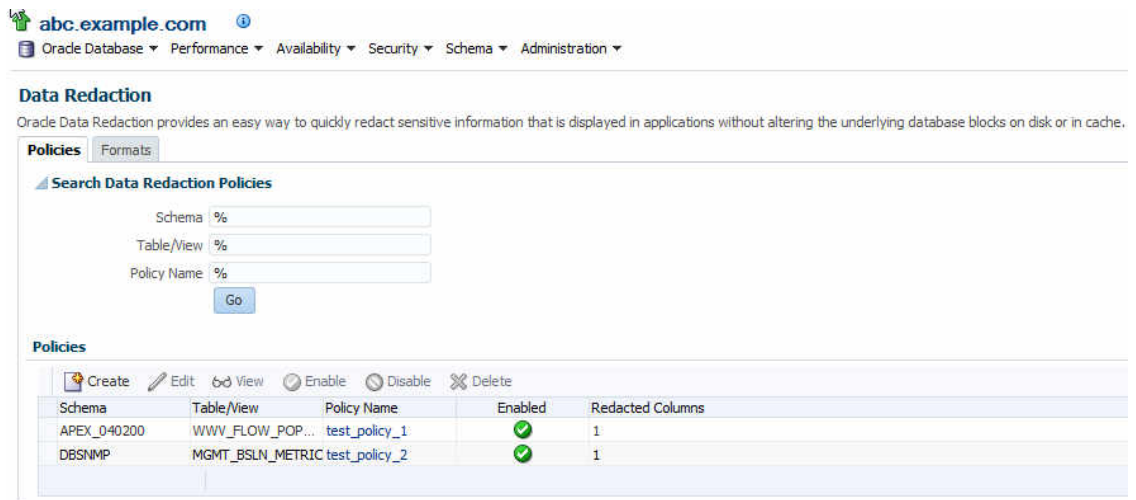 abc.example.com
Oracle Database Performance Availability Security Schema Administration
Data Redaction
Oracle Data Redaction provides an easy way to quickly redact sensitive information that is displayed in applications without altering the underlying database blocks on disk or in cache.
Policies Formats
Search Data Redaction Policies
Schema %
Table/View %
Policy Name %
Go
Policies
Create Edit View Enable Disable Delete
Schema Table/View Policy Name Enabled Redacted Columns
APEX_040200 WWV_FLOW_POP... test_policy_1 1
DBSNMP MGMT_BSLN_METRIC test_policy_2 1